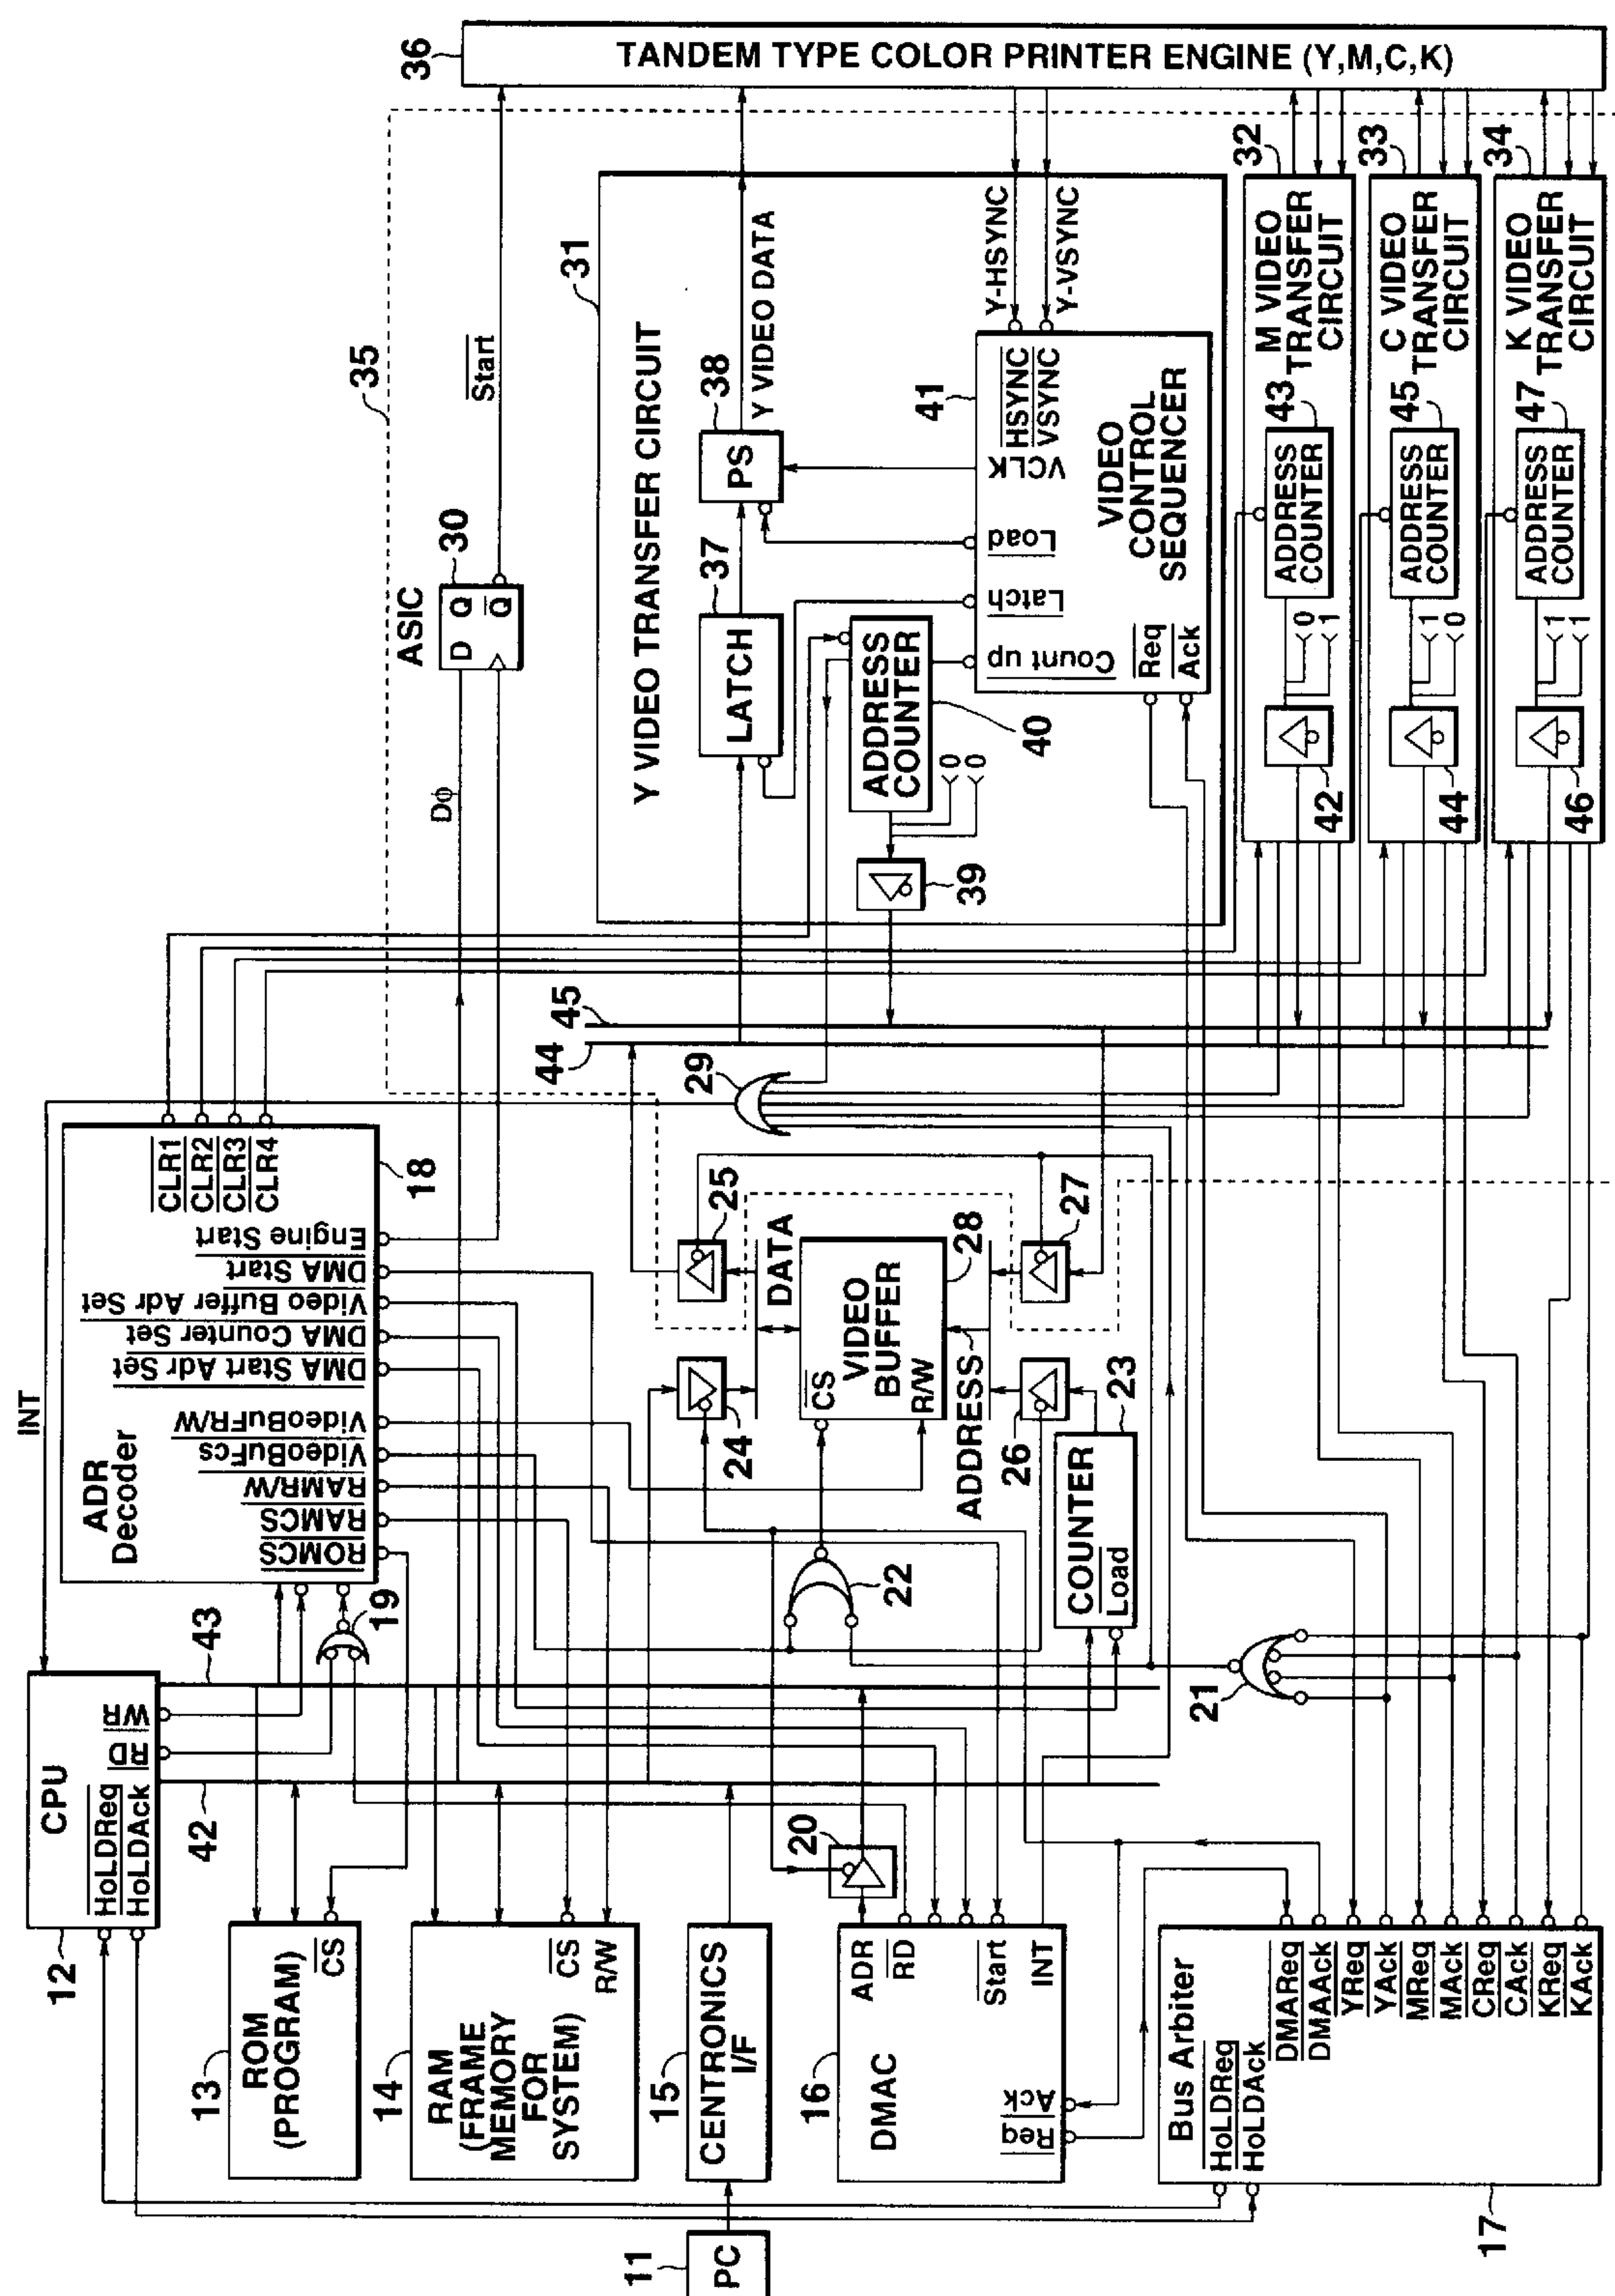 36
TANDEM TYPE COLOR PRINTER ENGINE (Y,M,C,K)
35
Start
ASIC
30
D Q
Q
Dφ
31
Y VIDEO TRANSFER CIRCUIT
Y VIDEO DATA
38
PS
37
LATCH
Y-HSYNC
Y-VSYNC
41
HSYNC
VSYNC
VCLK
Load
Latch
Count up
Req
Ack
VIDEO
CONTROL
SEQUENCER
ADDRESS
COUNTER
40
0
0
39
32
M VIDEO
TRANSFER
CIRCUIT
43
ADDRESS
COUNTER
0
1
42
33
C VIDEO
TRANSFER
CIRCUIT
45
ADDRESS
COUNTER
1
0
44
34
K VIDEO
TRANSFER
CIRCUIT
47
ADDRESS
COUNTER
1
1
46
44
45
29
INT
ADR
Decoder
18
CLR1
CLR2
CLR3
CLR4
Engine Start
DMA Start
Video Buffer Adr Set
DMA Counter Set
DMA Start Adr Set
VideoBuFR/W
VideoBuFcs
RAMR/W
RAMCS
ROMCS
19
25
DATA
24
VIDEO
BUFFER
28
CS
R/W
ADDRESS
27
26
23
COUNTER
Load
22
21
43
42
CPU
12
WR
RD
HoLDReq
HoLDAck
13
ROM
(PROGRAM)
CS
14
RAM
(FRAME
MEMORY
FOR
SYSTEM)
CS
R/W
15
CENTRONICS
I/F
11
PC
20
16
DMAC
ADR
RD
Start
INT
Ack
Req
17
Bus Arbiter
HoLDReq
HoLDAck
DMAReq
DMAAck
YReq
YAck
MReq
MAck
CReq
CAck
KReq
KAck